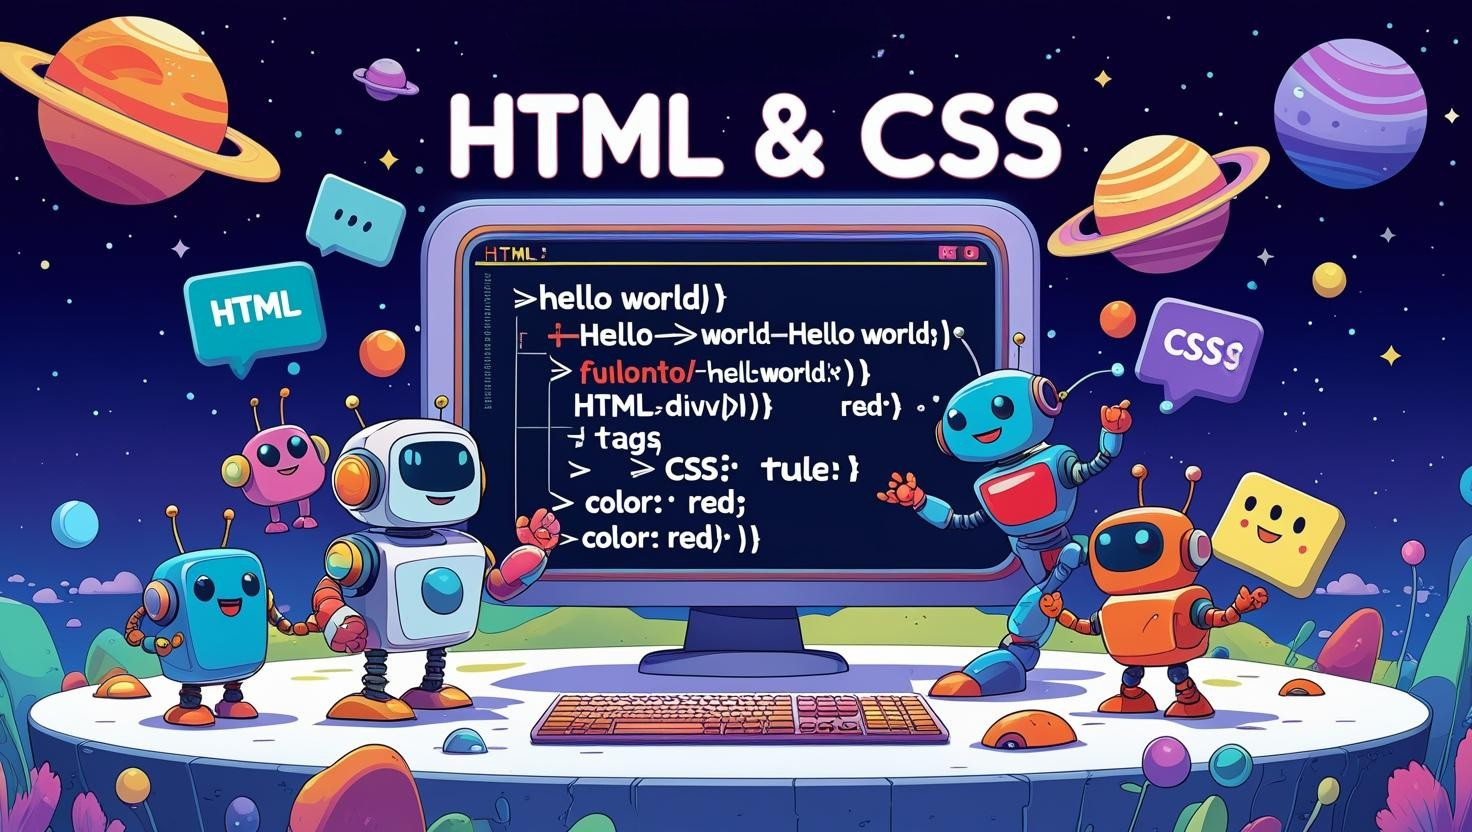 HTML & CSS
HTML
CSSS
HTML:
>hello world)}
+Hello—>world—Hello world;)
> fuilonto/-hell-world:×)}
HTML-divvD|)} red·}
tags
> > CSS: tule: }
> color: · red;
>color: red}·)}